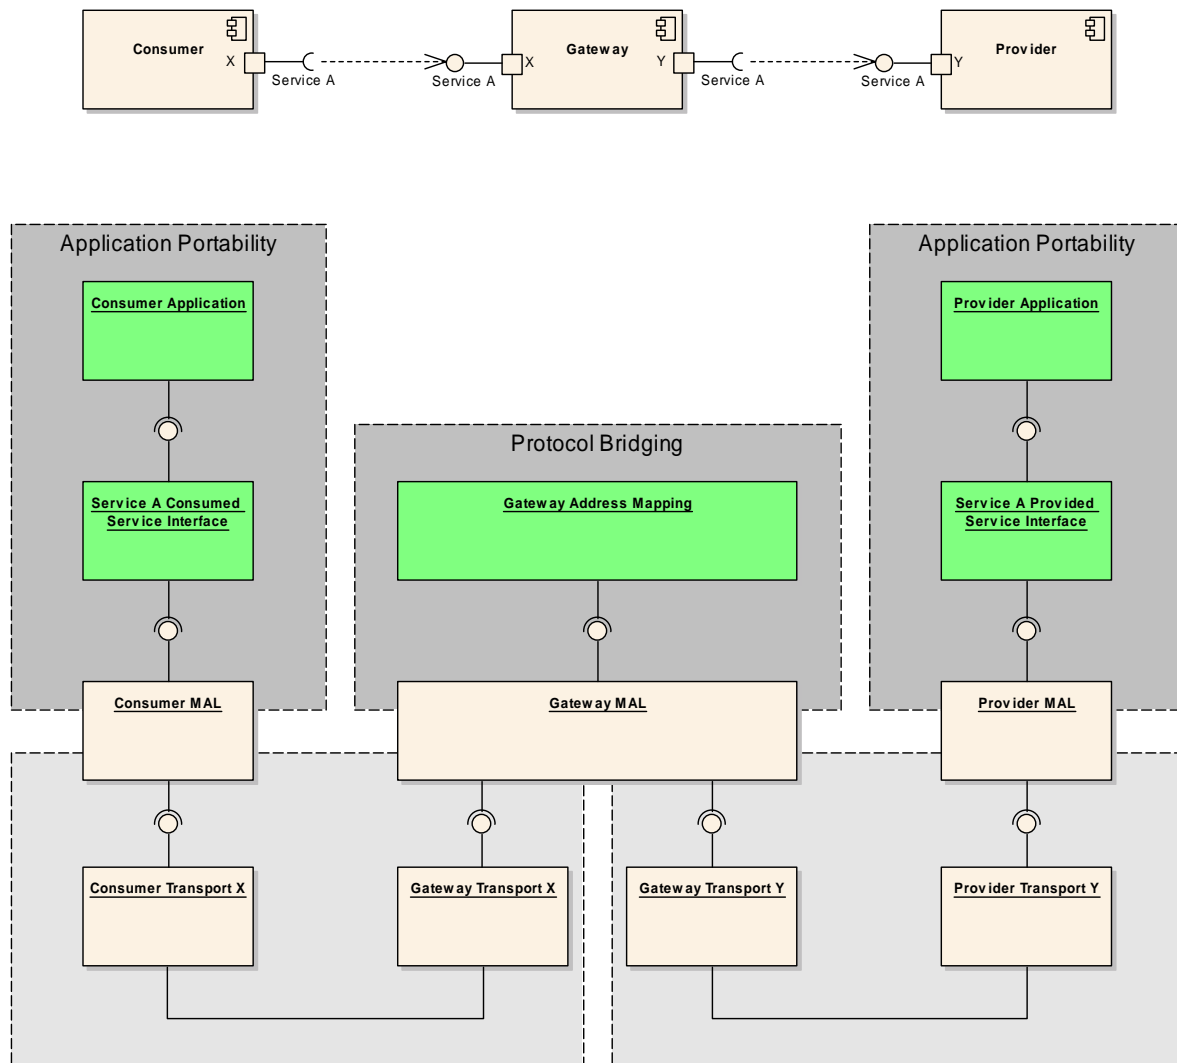 Consumer
Gateway
Provider
X
X
Y
Y
Service A
Service A
Service A
Service A
Application Portability
Application Portability
Consumer Application
Provider Application
Protocol Bridging
Service A Consumed
Service Interface
Gateway Address Mapping
Service A Provided
Service Interface
Consumer MAL
Gateway MAL
Provider MAL
Consumer Transport X
Gateway Transport X
Gateway Transport Y
Provider Transport Y